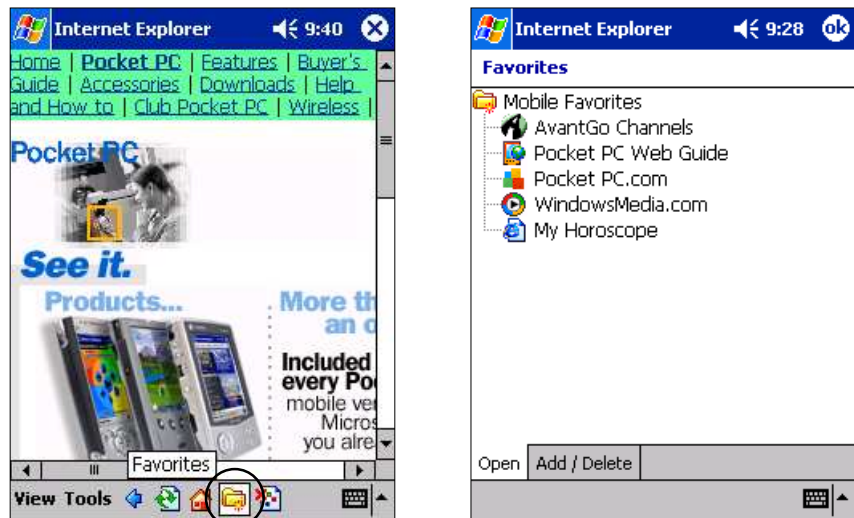 Internet Explorer 9:40
Home | Pocket PC | Features | Buyer's
Guide | Accessories | Downloads | Help
and How to | Club Pocket PC | Wireless |
Pocket PC
See it.
Products...
More th
an o
Included
every Po
mobile ver
Micros
you alre
Favorites
View Tools
Internet Explorer 9:28 ok
Favorites
Mobile Favorites
AvantGo Channels
Pocket PC Web Guide
Pocket PC.com
WindowsMedia.com
My Horoscope
Open Add / Delete